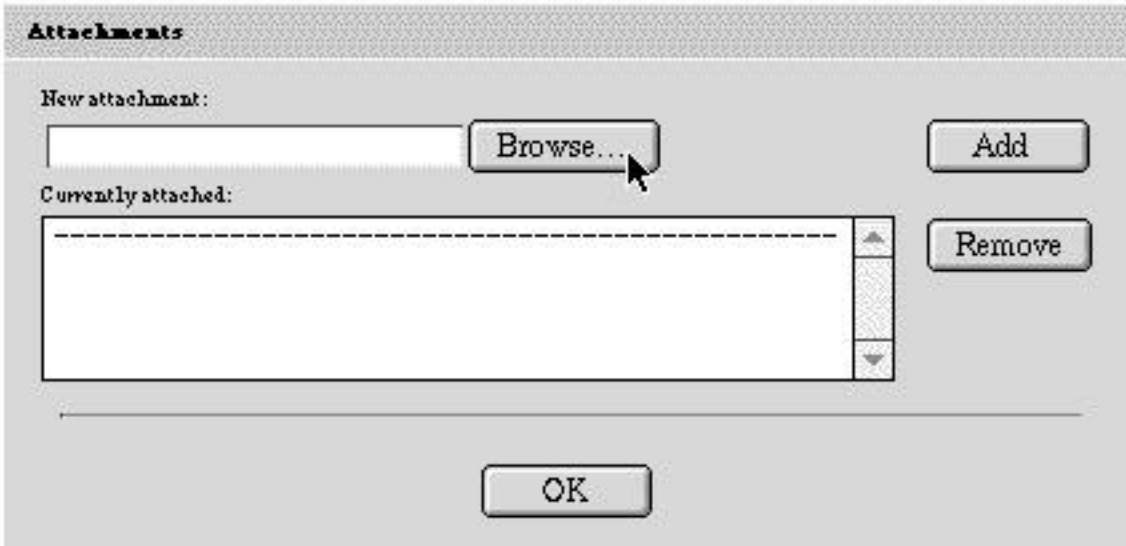 Attachments
New attachment:
Browse...
Add
Currently attached:
-------------------------------------------------
Remove
OK